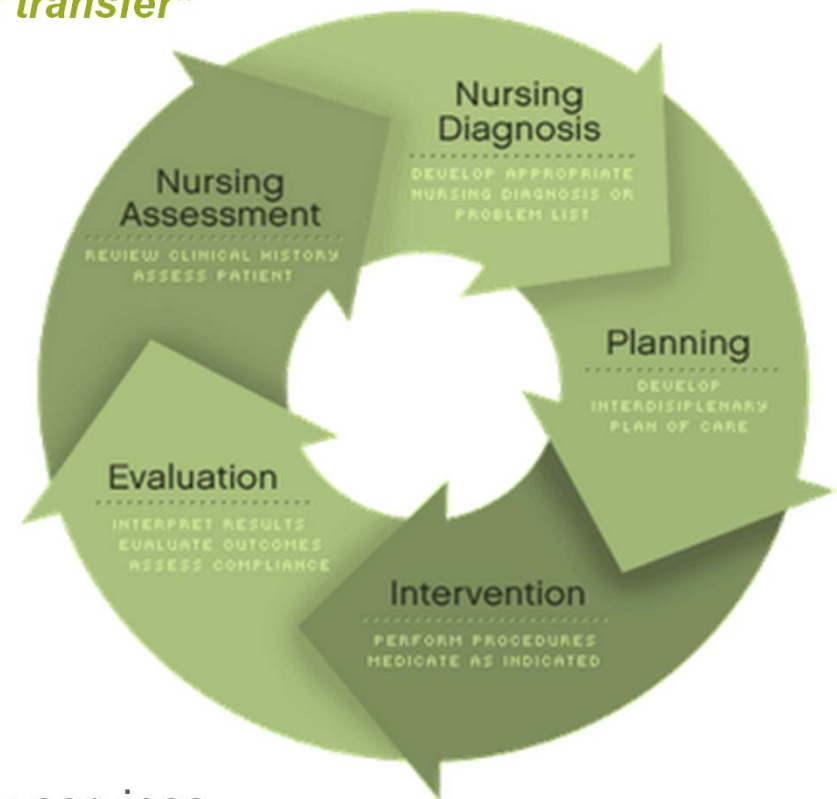 transfer"
Nursing
Diagnosis
DEVELOP APPROPRIATE
NURSING DIAGNOSIS OR
PROBLEM LIST
Nursing
Assessment
REVIEW CLINICAL HISTORY
ASSESS PATIENT
Planning
DEVELOP
INTERDISIPLENARY
PLAN OF CARE
Evaluation
INTERPRET RESULTS
EVALUATE OUTCOMES
ASSESS COMPLIANCE
Intervention
PERFORM PROCEDURES
MEDICATE AS INDICATED